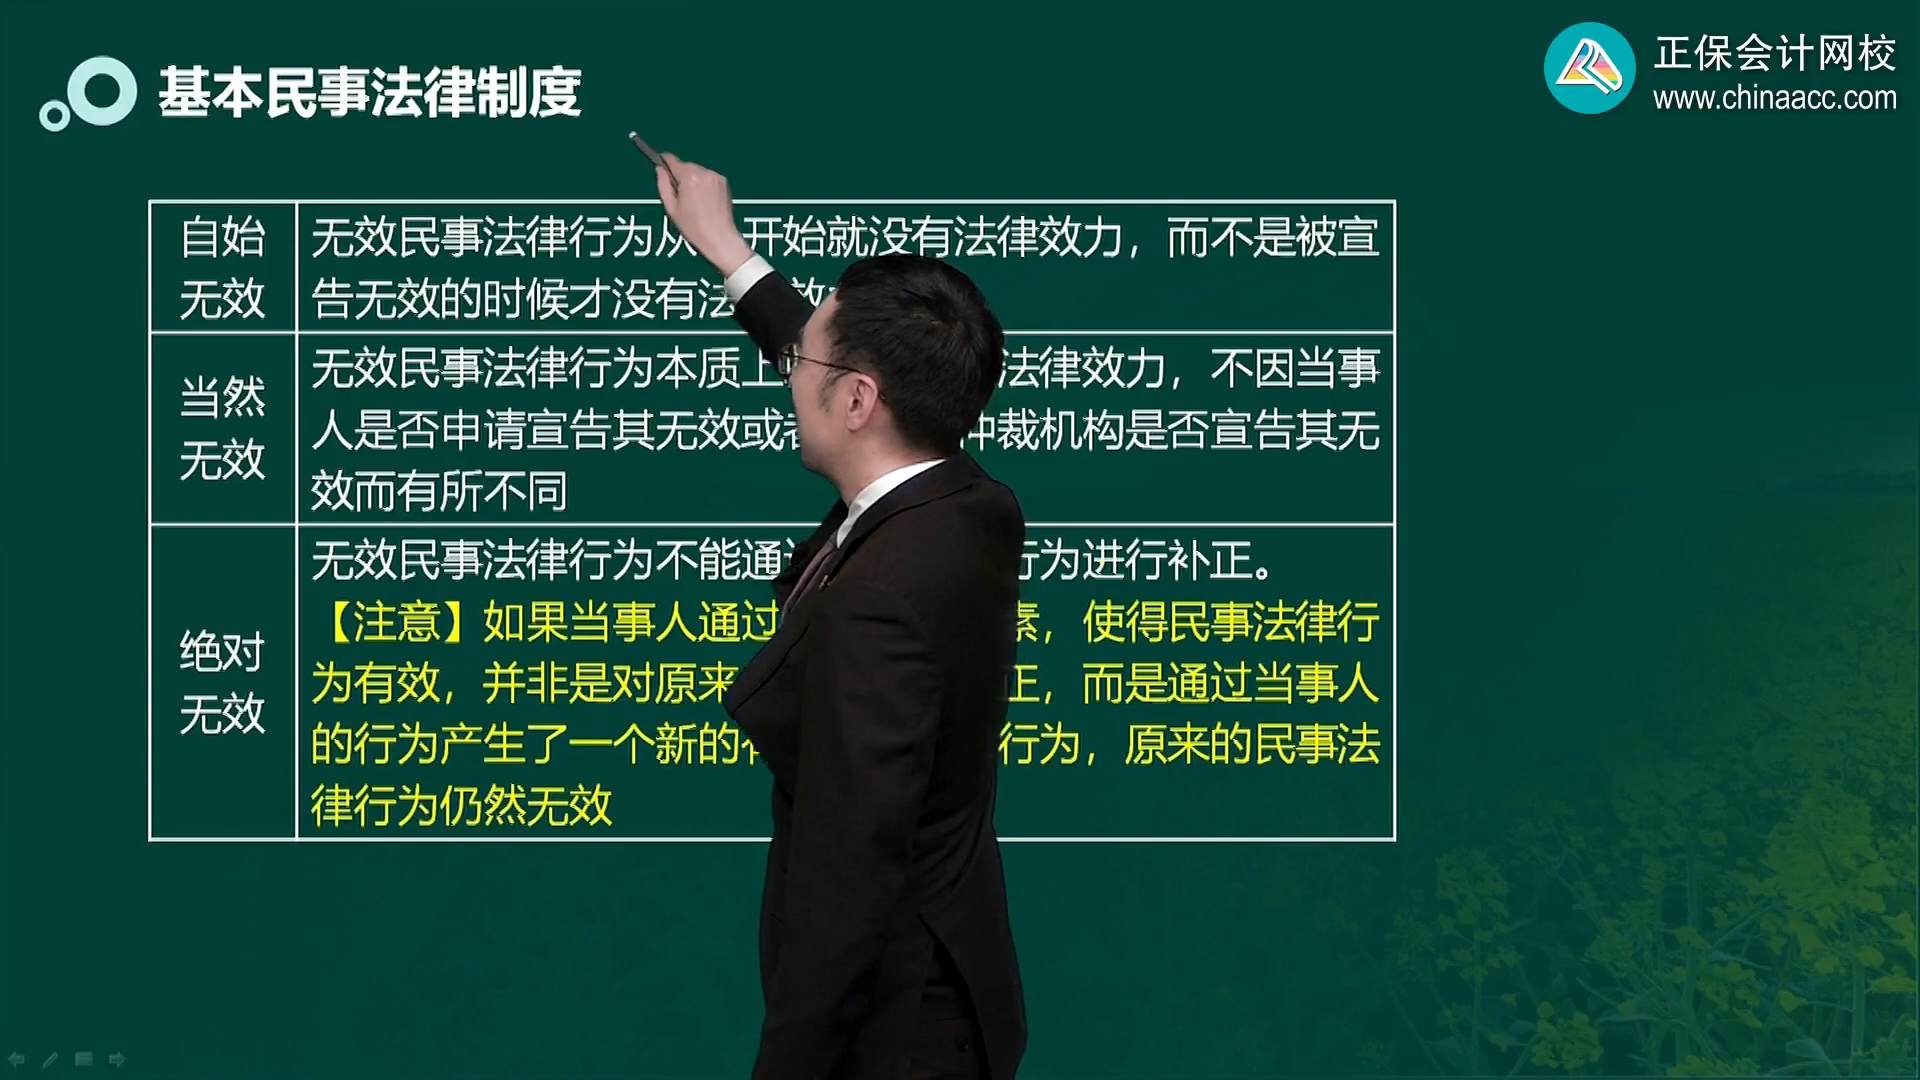 基本民事法律制度
正保会计网校
www.chinaacc.com
自始
无效
无效民事法律行为从 开始就没有法律效力，而不是被宣
告无效的时候才没有法 效
当然
无效
无效民事法律行为本质上 法律效力，不因当事
人是否申请宣告其无效或者 仲裁机构是否宣告其无
效而有所不同
绝对
无效
无效民事法律行为不能通过 行为进行补正。
【注意】如果当事人通过 素，使得民事法律行
为有效，并非是对原来 正，而是通过当事人
的行为产生了一个新的有 行为，原来的民事法
律行为仍然无效